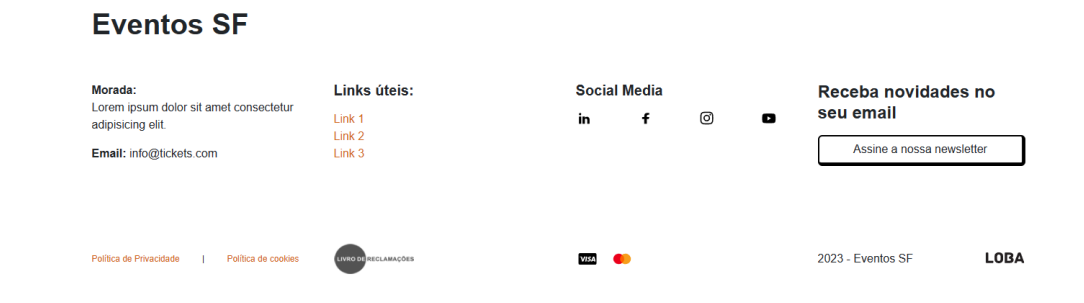 Eventos SF
Morada:
Lorem ipsum dolor sit amet consectetur
adipisicing elit.
Email: info@tickets.com
Links úteis:
Link 1
Link 2
Link 3
Social Media
in
f
Receba novidades no
seu email
Assine a nossa newsletter
Política de Privacidade | Política de cookies
LIVRO DE RECLAMAÇÕES
VISA
2023 - Eventos SF
LOBA